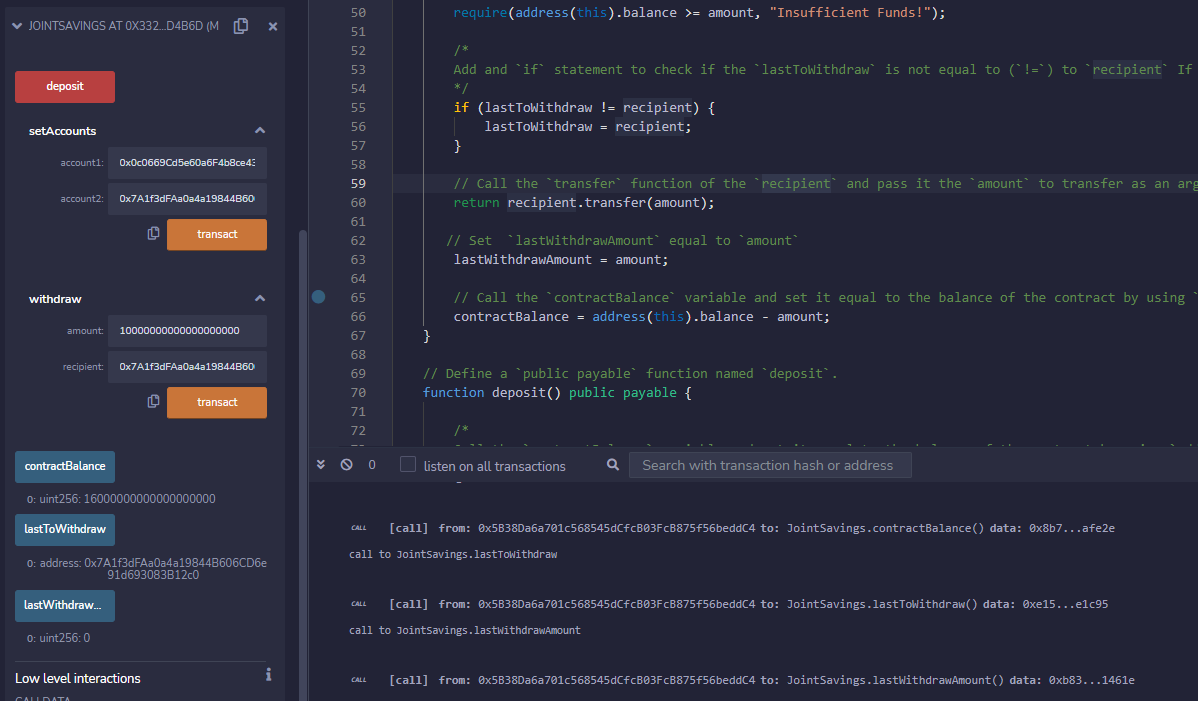 JOINTSAVINGS AT 0X332...D4B6D (M
deposit
setAccounts
account1: 0x0c0669Cd5e60a6F4b8ce43
account2: 0x7A1f3dFAa0a4a19844B60
transact
withdraw
amount: 10000000000000000000
recipient: 0x7A1f3dFAa0a4a19844B60
transact
contractBalance
0: uint256: 16000000000000000000
lastToWithdraw
0: address: 0x7A1f3dFAa0a4a19844B606CD6e
91d693083B12c0
lastWithdraw...
0: uint256: 0
Low level interactions
CALLDATA
50 require(address(this).balance >= amount, "Insufficient Funds!");
51
52 /*
53 Add and `if` statement to check if the `lastToWithdraw` is not equal to (`!=`) to `recipient` If
54 */
55 if (lastToWithdraw != recipient) {
56 lastToWithdraw = recipient;
57 }
58
59 // Call the `transfer` function of the `recipient` and pass it the `amount` to transfer as an arg
60 return recipient.transfer(amount);
61
62 // Set  `lastWithdrawAmount` equal to `amount`
63 lastWithdrawAmount = amount;
64
65 // Call the `contractBalance` variable and set it equal to the balance of the contract by using `
66 contractBalance = address(this).balance - amount;
67 }
68
69 // Define a `public payable` function named `deposit`.
70 function deposit() public payable {
71
72 /*
0 listen on all transactions Search with transaction hash or address
CALL [call] from: 0x5B38Da6a701c568545dCfcB03FcB875f56beddC4 to: JointSavings.contractBalance() data: 0x8b7...afe2e
call to JointSavings.lastToWithdraw
CALL [call] from: 0x5B38Da6a701c568545dCfcB03FcB875f56beddC4 to: JointSavings.lastToWithdraw() data: 0xe15...e1c95
call to JointSavings.lastWithdrawAmount
CALL [call] from: 0x5B38Da6a701c568545dCfcB03FcB875f56beddC4 to: JointSavings.lastWithdrawAmount() data: 0xb83...1461e